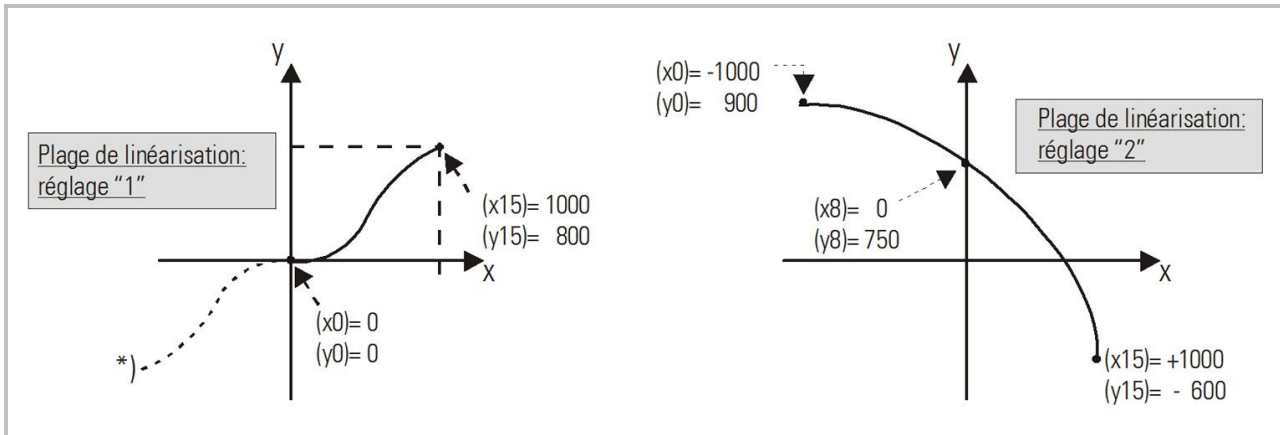 y
Plage de linéarisation:
réglage “1”
(x15)= 1000
(y15)= 800
x
(x0)= 0
(y0)= 0
*)
(x0)= -1000
(y0)= 900
y
Plage de linéarisation:
réglage “2”
(x8)= 0
(y8)= 750
x
(x15)= +1000
(y15)= - 600